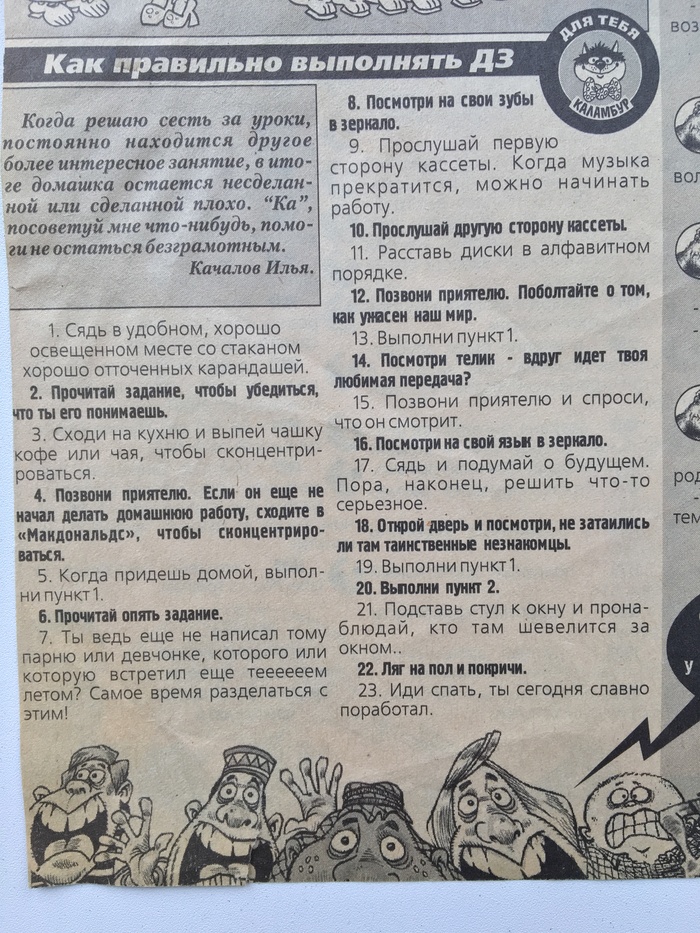 Как правильно выполнять ДЗ
ДЛЯ ТЕБЯ
КАЛАМБУР
Когда решаю сесть за уроки,
постоянно находится другое
более интересное занятие, в ито-
ге домашка остается несделан-
ной или сделанной плохо. "Ка",
посоветуй мне что-нибудь, помо-
ги не остаться безграмотным.
Качалов Илья.
1. Сядь в удобном, хорошо
освещенном месте со стаканом
хорошо отточенных карандашей.
2. Прочитай задание, чтобы убедиться,
что ты его понимаешь.
3. Сходи на кухню и выпей чашку
кофе или чая, чтобы сконцентри-
роваться.
4. Позвони приятелю. Если он еще не
начал делать домашнюю работу, сходите в
«Макдональдс», чтобы сконцентриро-
ваться.
5. Когда придешь домой, выпол-
ни пункт 1.
6. Прочитай опять задание.
7. Ты ведь еще не написал тому
парню или девчонке, которого или
которую встретил еще теееееем
летом? Самое время разделаться с
этим!
8. Посмотри на свои зубы
в зеркало.
9. Прослушай первую
сторону кассеты. Когда музыка
прекратится, можно начинать
работу.
10. Прослушай другую сторону кассеты.
11. Расставь диски в алфавитном
порядке.
12. Позвони приятелю. Поболтайте о том,
как ужасен наш мир.
13. Выполни пункт 1.
14. Посмотри телик - вдруг идет твоя
любимая передача?
15. Позвони приятелю и спроси,
что он смотрит.
16. Посмотри на свой язык в зеркало.
17. Сядь и подумай о будущем.
Пора, наконец, решить что-то
серьезное.
18. Открой дверь и посмотри, не затаились
ли там таинственные незнакомцы.
19. Выполни пункт 1.
20. Выполни пункт 2.
21. Подставь стул к окну и прона-
блюдай, кто там шевелится за
окном..
22. Ляг на пол и покричи.
23. Иди спать, ты сегодня славно
поработал.
воз
вол
род
тем
у